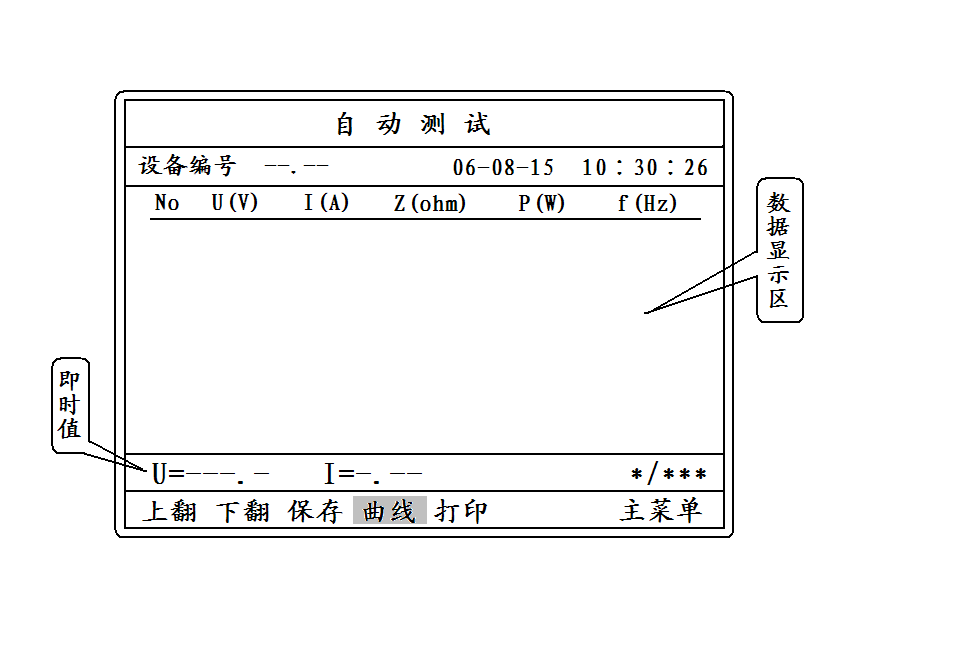 自动测试
设备编号 --.-- 06-08-15 10:30:26
No U(V) I(A) Z(ohm) P(W) f(Hz)
数据显示区
即时值
U=---.- I=-.-- */***
上翻 下翻 保存 曲线 打印 主菜单